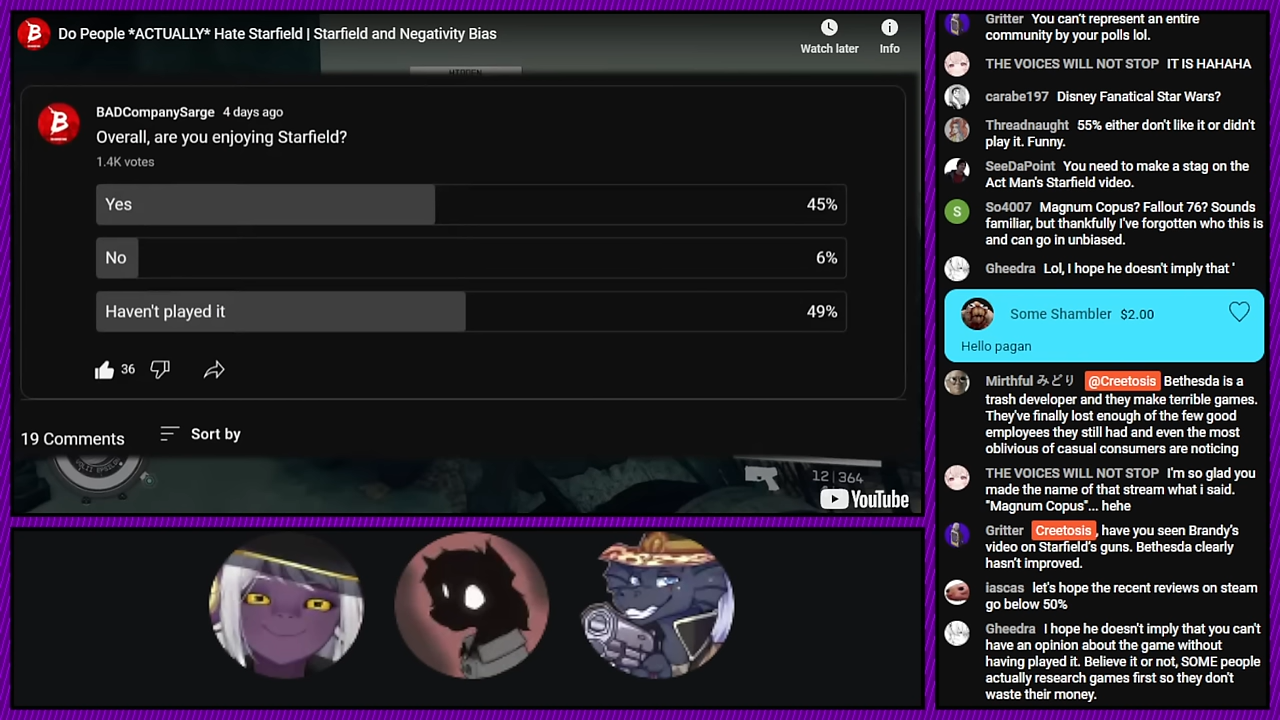 Do People *ACTUALLY* Hate Starfield | Starfield and Negativity Bias
Watch later
Info
HIDDEN
BADCompanySarge 4 days ago
Overall, are you enjoying Starfield?
1.4K votes
Yes 45%
No 6%
Haven't played it 49%
36
19 Comments
Sort by
12|364
YouTube
Gritter You can't represent an entire
community by your polls lol.
THE VOICES WILL NOT STOP IT IS HAHAHA
carabe197 Disney Fanatical Star Wars?
Threadnaught 55% either don't like it or didn't
play it. Funny.
SeeDaPoint You need to make a stag on the
Act Man's Starfield video.
S
So4007 Magnum Copus? Fallout 76? Sounds
familiar, but thankfully I've forgotten who this is
and can go in unbiased.
Gheedra Lol, I hope he doesn't imply that '
Some Shambler $2.00
Hello pagan
Mirthful みどり @Creetosis Bethesda is a
trash developer and they make terrible games.
They've finally lost enough of the few good
employees they still had and even the most
oblivious of casual consumers are noticing
THE VOICES WILL NOT STOP I'm so glad you
made the name of that stream what i said.
"Magnum Copus"... hehe
Gritter Creetosis, have you seen Brandy's
video on Starfield's guns. Bethesda clearly
hasn't improved.
iascas let's hope the recent reviews on steam
go below 50%
Gheedra I hope he doesn't imply that you can't
have an opinion about the game without
having played it. Believe it or not, SOME people
actually research games first so they don't
waste their money.